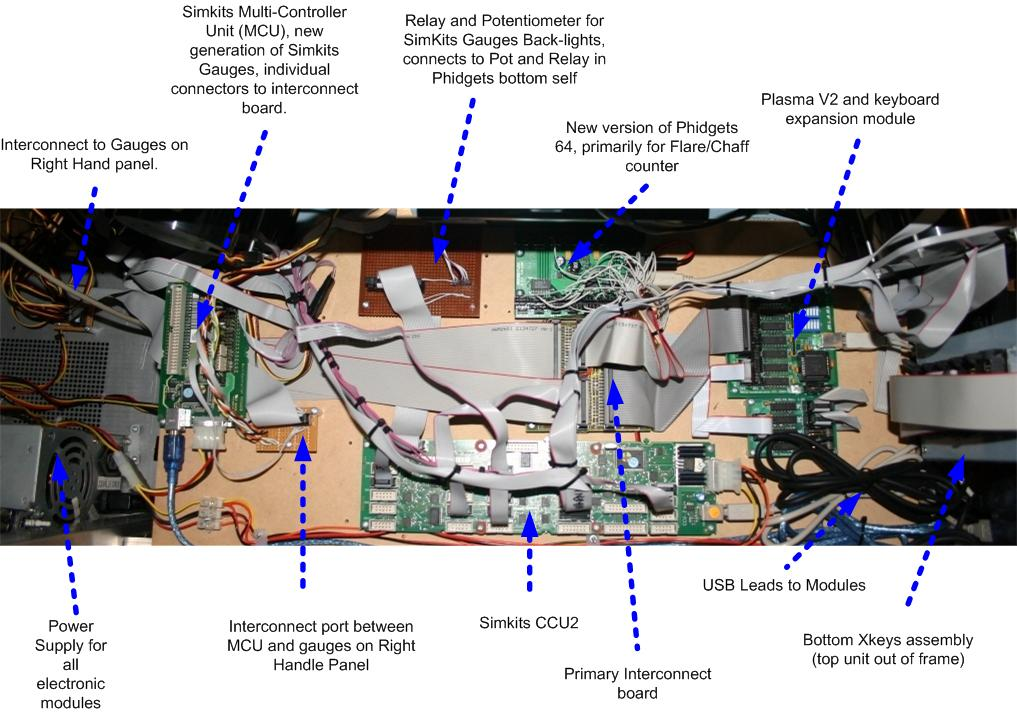 Simkits Multi-Controller
Unit (MCU), new
generation of Simkits
Gauges, individual
connectors to interconnect
board.
Relay and Potentiometer for
SimKits Gauges Back-lights,
connects to Pot and Relay in
Phidgets bottom self
Plasma V2 and keyboard
expansion module
New version of Phidgets
64, primarily for Flare/Chaff
counter
Interconnect to Gauges on
Right Hand panel.
USB Leads to Modules
Power
Supply for
all
electronic
modules
Interconnect port between
MCU and gauges on Right
Handle Panel
Simkits CCU2
Primary Interconnect
board
Bottom Xkeys assembly
(top unit out of frame)